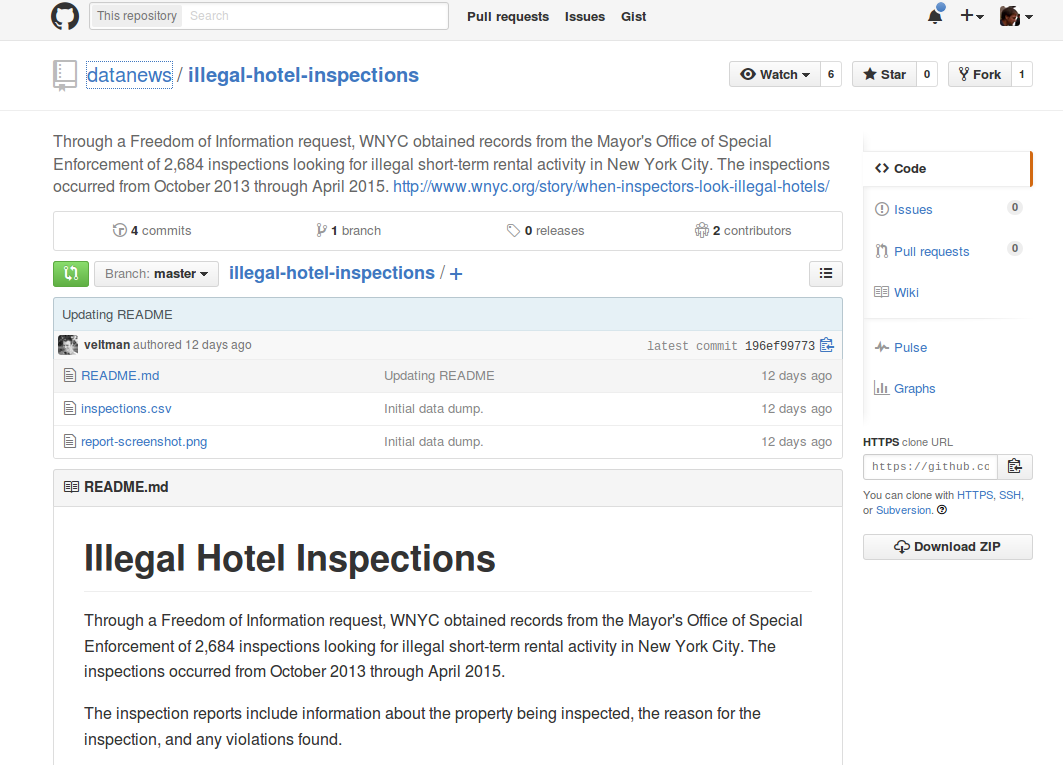 This repository Search Pull requests Issues Gist
datanews / illegal-hotel-inspections Watch 6 Star 0 Fork 1
Through a Freedom of Information request, WNYC obtained records from the Mayor's Office of Special
Enforcement of 2,684 inspections looking for illegal short-term rental activity in New York City. The inspections
occurred from October 2013 through April 2015. http://www.wnyc.org/story/when-inspectors-look-illegal-hotels/
4 commits 1 branch 0 releases 2 contributors
Branch: master illegal-hotel-inspections / +
Updating README
veltman authored 12 days ago latest commit 196ef99773
README.md Updating README 12 days ago
inspections.csv Initial data dump. 12 days ago
report-screenshot.png Initial data dump. 12 days ago
README.md
Illegal Hotel Inspections
Through a Freedom of Information request, WNYC obtained records from the Mayor's Office of Special
Enforcement of 2,684 inspections looking for illegal short-term rental activity in New York City. The
inspections occurred from October 2013 through April 2015.
The inspection reports include information about the property being inspected, the reason for the
inspection, and any violations found.
Code
Issues 0
Pull requests 0
Wiki
Pulse
Graphs
HTTPS clone URL
https://github.cc
You can clone with HTTPS, SSH,
or Subversion.
Download ZIP